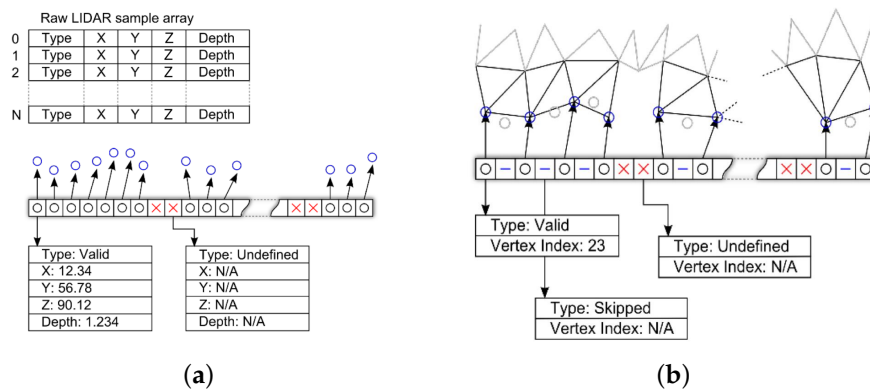 Raw LIDAR sample array
0 Type X Y Z Depth
1 Type X Y Z Depth
2 Type X Y Z Depth
N Type X Y Z Depth
Type: Valid
X: 12.34
Y: 56.78
Z: 90.12
Depth: 1.234
Type: Undefined
X: N/A
Y: N/A
Z: N/A
Depth: N/A
(a)
Type: Valid
Vertex Index: 23
Type: Undefined
Vertex Index: N/A
Type: Skipped
Vertex Index: N/A
(b)